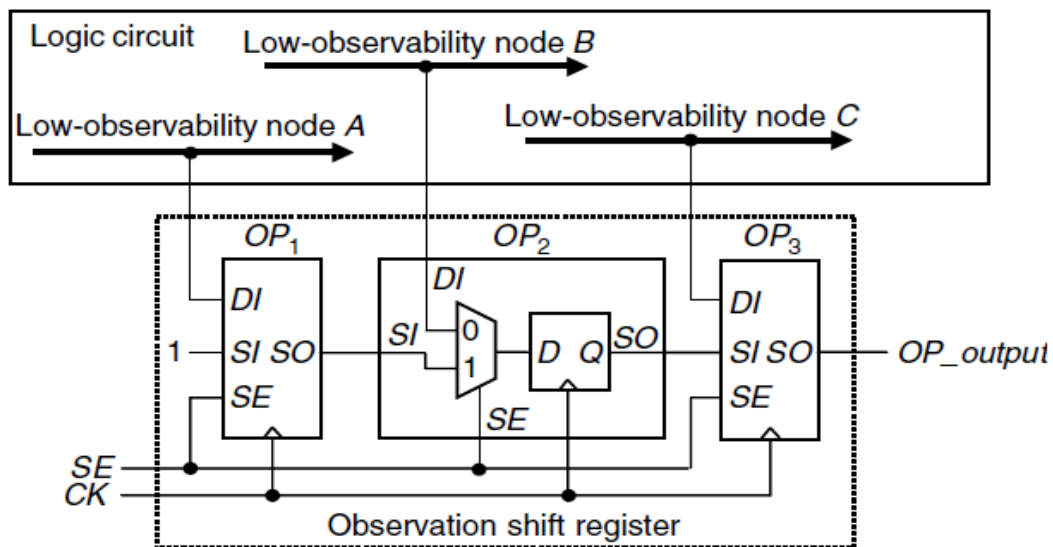 Logic circuit
Low-observability node B
Low-observability node A
Low-observability node C
OP1
OP2
OP3
DI
DI
DI
0
1
SI
SO
1
SI SO
D Q
SI SO
OP_output
SE
SE
SE
SE
CK
Observation shift register